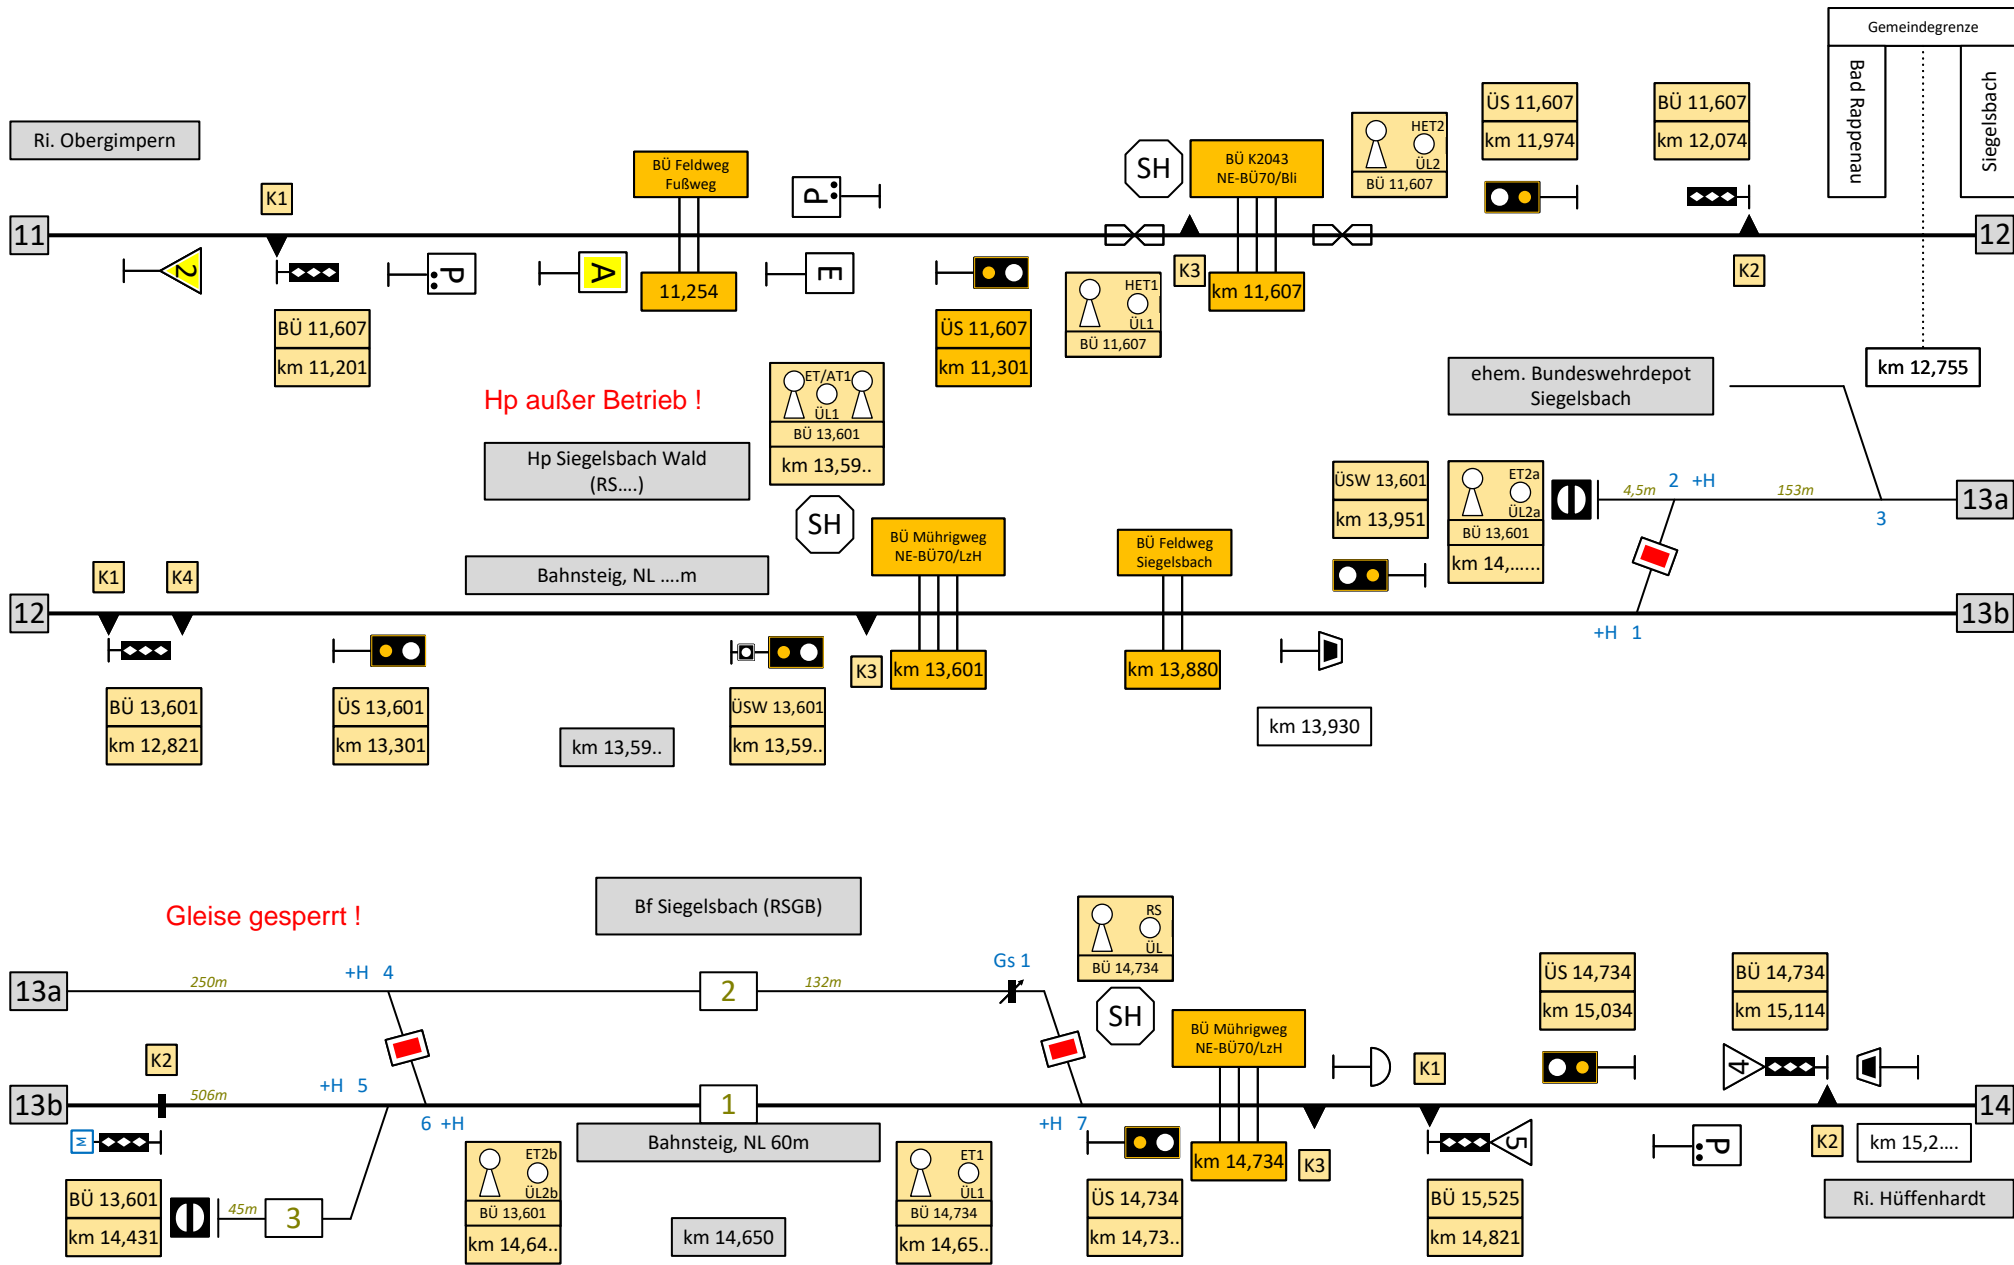 Gemeindegrenze
Bad Rappenau
Siegelsbach
Ri. Obergimpern
K1
BÜ Feldweg
Fußweg
P
SH
BÜ K2043
NE-BÜ70/Bli
HET2
ÜL2
BÜ 11,607
ÜS 11,607
km 11,974
BÜ 11,607
km 12,074
11
12
2
P
A
11,254
E
K3
km 11,607
K2
BÜ 11,607
km 11,201
ÜS 11,607
km 11,301
HET1
ÜL1
BÜ 11,607
km 12,755
Hp außer Betrieb !
ET/AT1
ÜL1
BÜ 13,601
km 13,59..
ehem. Bundeswehrdepot
Siegelsbach
Hp Siegelsbach Wald
(RS....)
SH
ÜSW 13,601
km 13,951
ET2a
ÜL2a
BÜ 13,601
km 14,......
4,5m
2 +H
153m
3
13a
K1
K4
Bahnsteig, NL ....m
BÜ Mührigweg
NE-BÜ70/LzH
BÜ Feldweg
Siegelsbach
12
13b
+H 1
K3
km 13,601
km 13,880
BÜ 13,601
km 12,821
ÜS 13,601
km 13,301
km 13,59..
ÜSW 13,601
km 13,59..
km 13,930
Gleise gesperrt !
Bf Siegelsbach (RSGB)
RS
ÜL
BÜ 14,734
13a
250m
+H 4
2
132m
Gs 1
SH
BÜ Mührigweg
NE-BÜ70/LzH
ÜS 14,734
km 15,034
BÜ 14,734
km 15,114
K2
K1
4
13b
506m
+H 5
6 +H
1
+H 7
14
M
Bahnsteig, NL 60m
km 14,734
K3
5
P
K2
km 15,2....
BÜ 13,601
km 14,431
45m
3
ET2b
ÜL2b
BÜ 13,601
km 14,64..
km 14,650
ET1
ÜL1
BÜ 14,734
km 14,65..
ÜS 14,734
km 14,73..
BÜ 15,525
km 14,821
Ri. Hüffenhardt